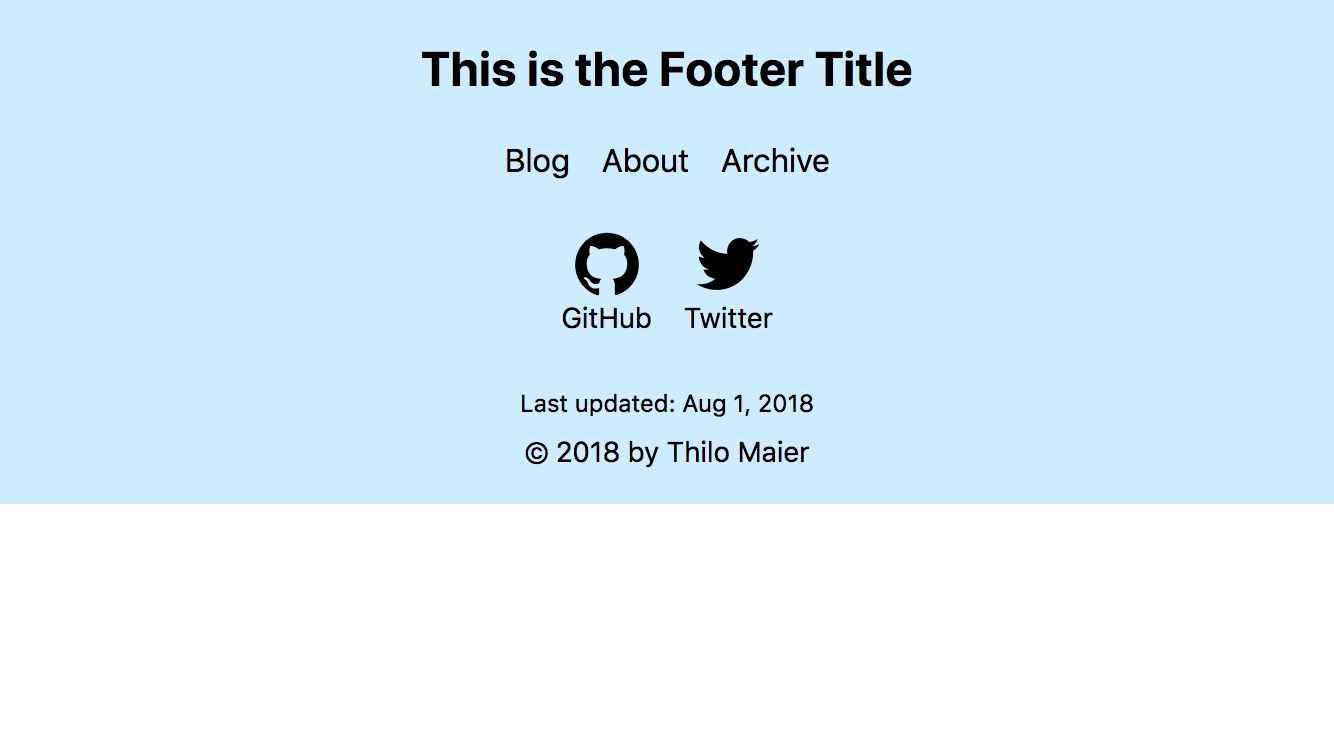 This is the Footer Title
Blog About Archive
GitHub Twitter
Last updated: Aug 1, 2018
© 2018 by Thilo Maier